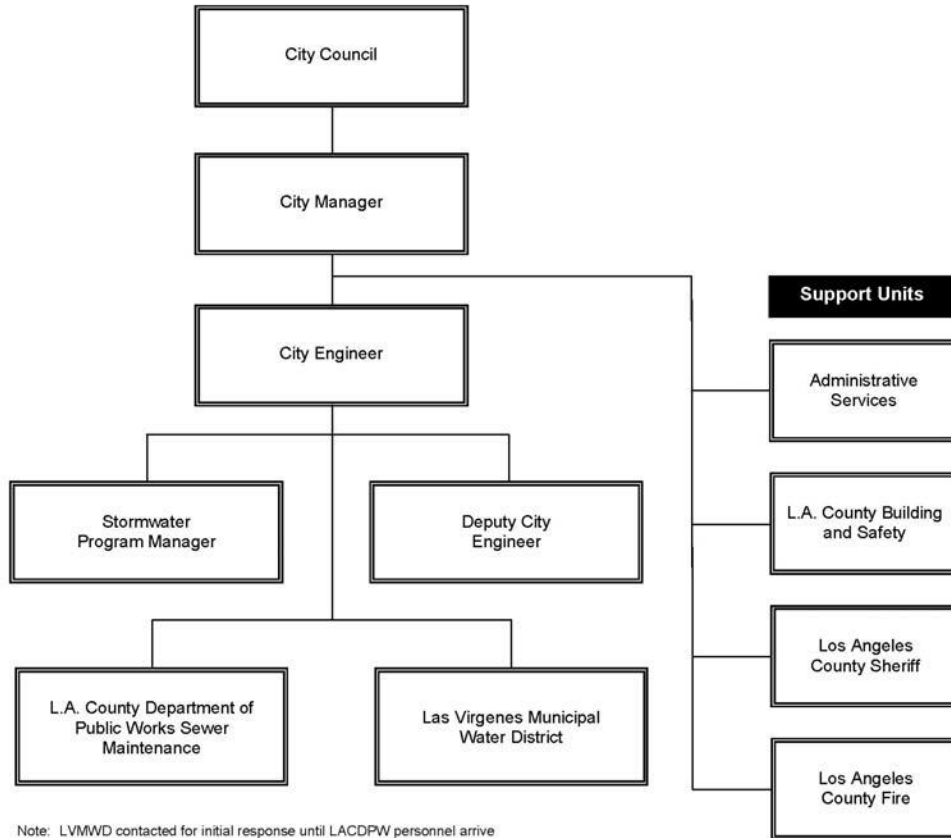 City Council
City Manager
City Engineer
Stormwater
Program Manager
Deputy City
Engineer
L.A. County Department of
Public Works Sewer
Maintenance
Las Virgenes Municipal
Water District
Support Units
Administrative
Services
L.A. County Building
and Safety
Los Angeles
County Sheriff
Los Angeles
County Fire
Note: LVMWD contacted for initial response until LACDPW personnel arrive